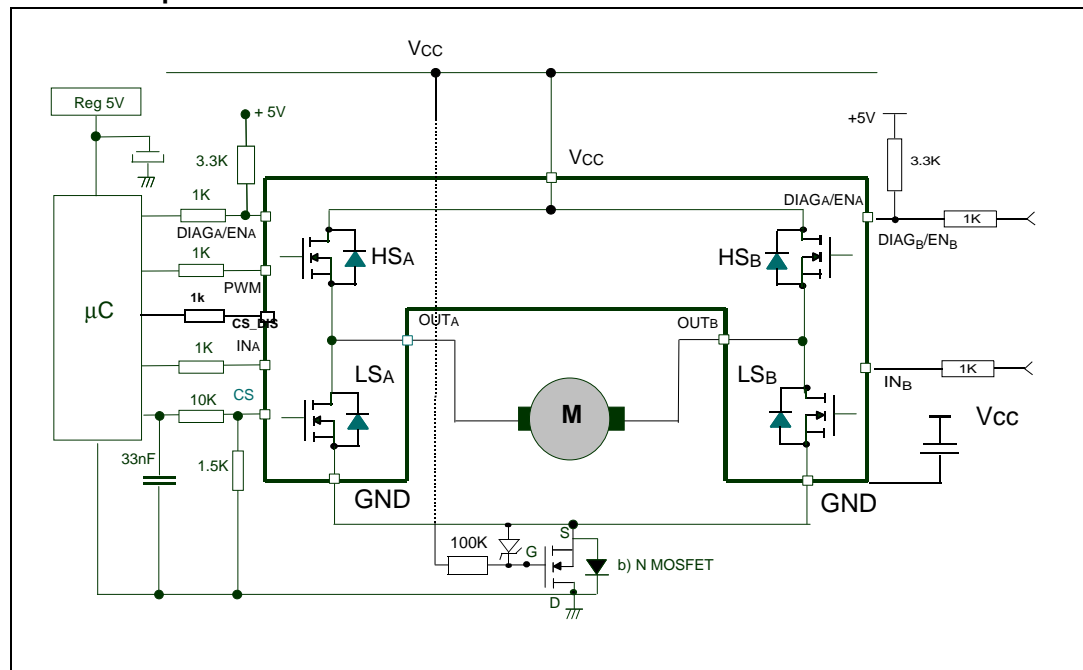 VCC
Reg 5V
+ 5V
+5V
3.3K
3.3K
VCC
1K
DIAGA/ENA
DIAGA/ENA
1K
DIAGB/ENB
HSA
HSB
1K
PWM
µC
1k
CS_DIS
OUTA
OUTB
INA
1K
LSA
LSB
INB
1K
CS
10K
M
VCC
33nF
1.5K
GND
GND
100K
S
G
b) N MOSFET
D